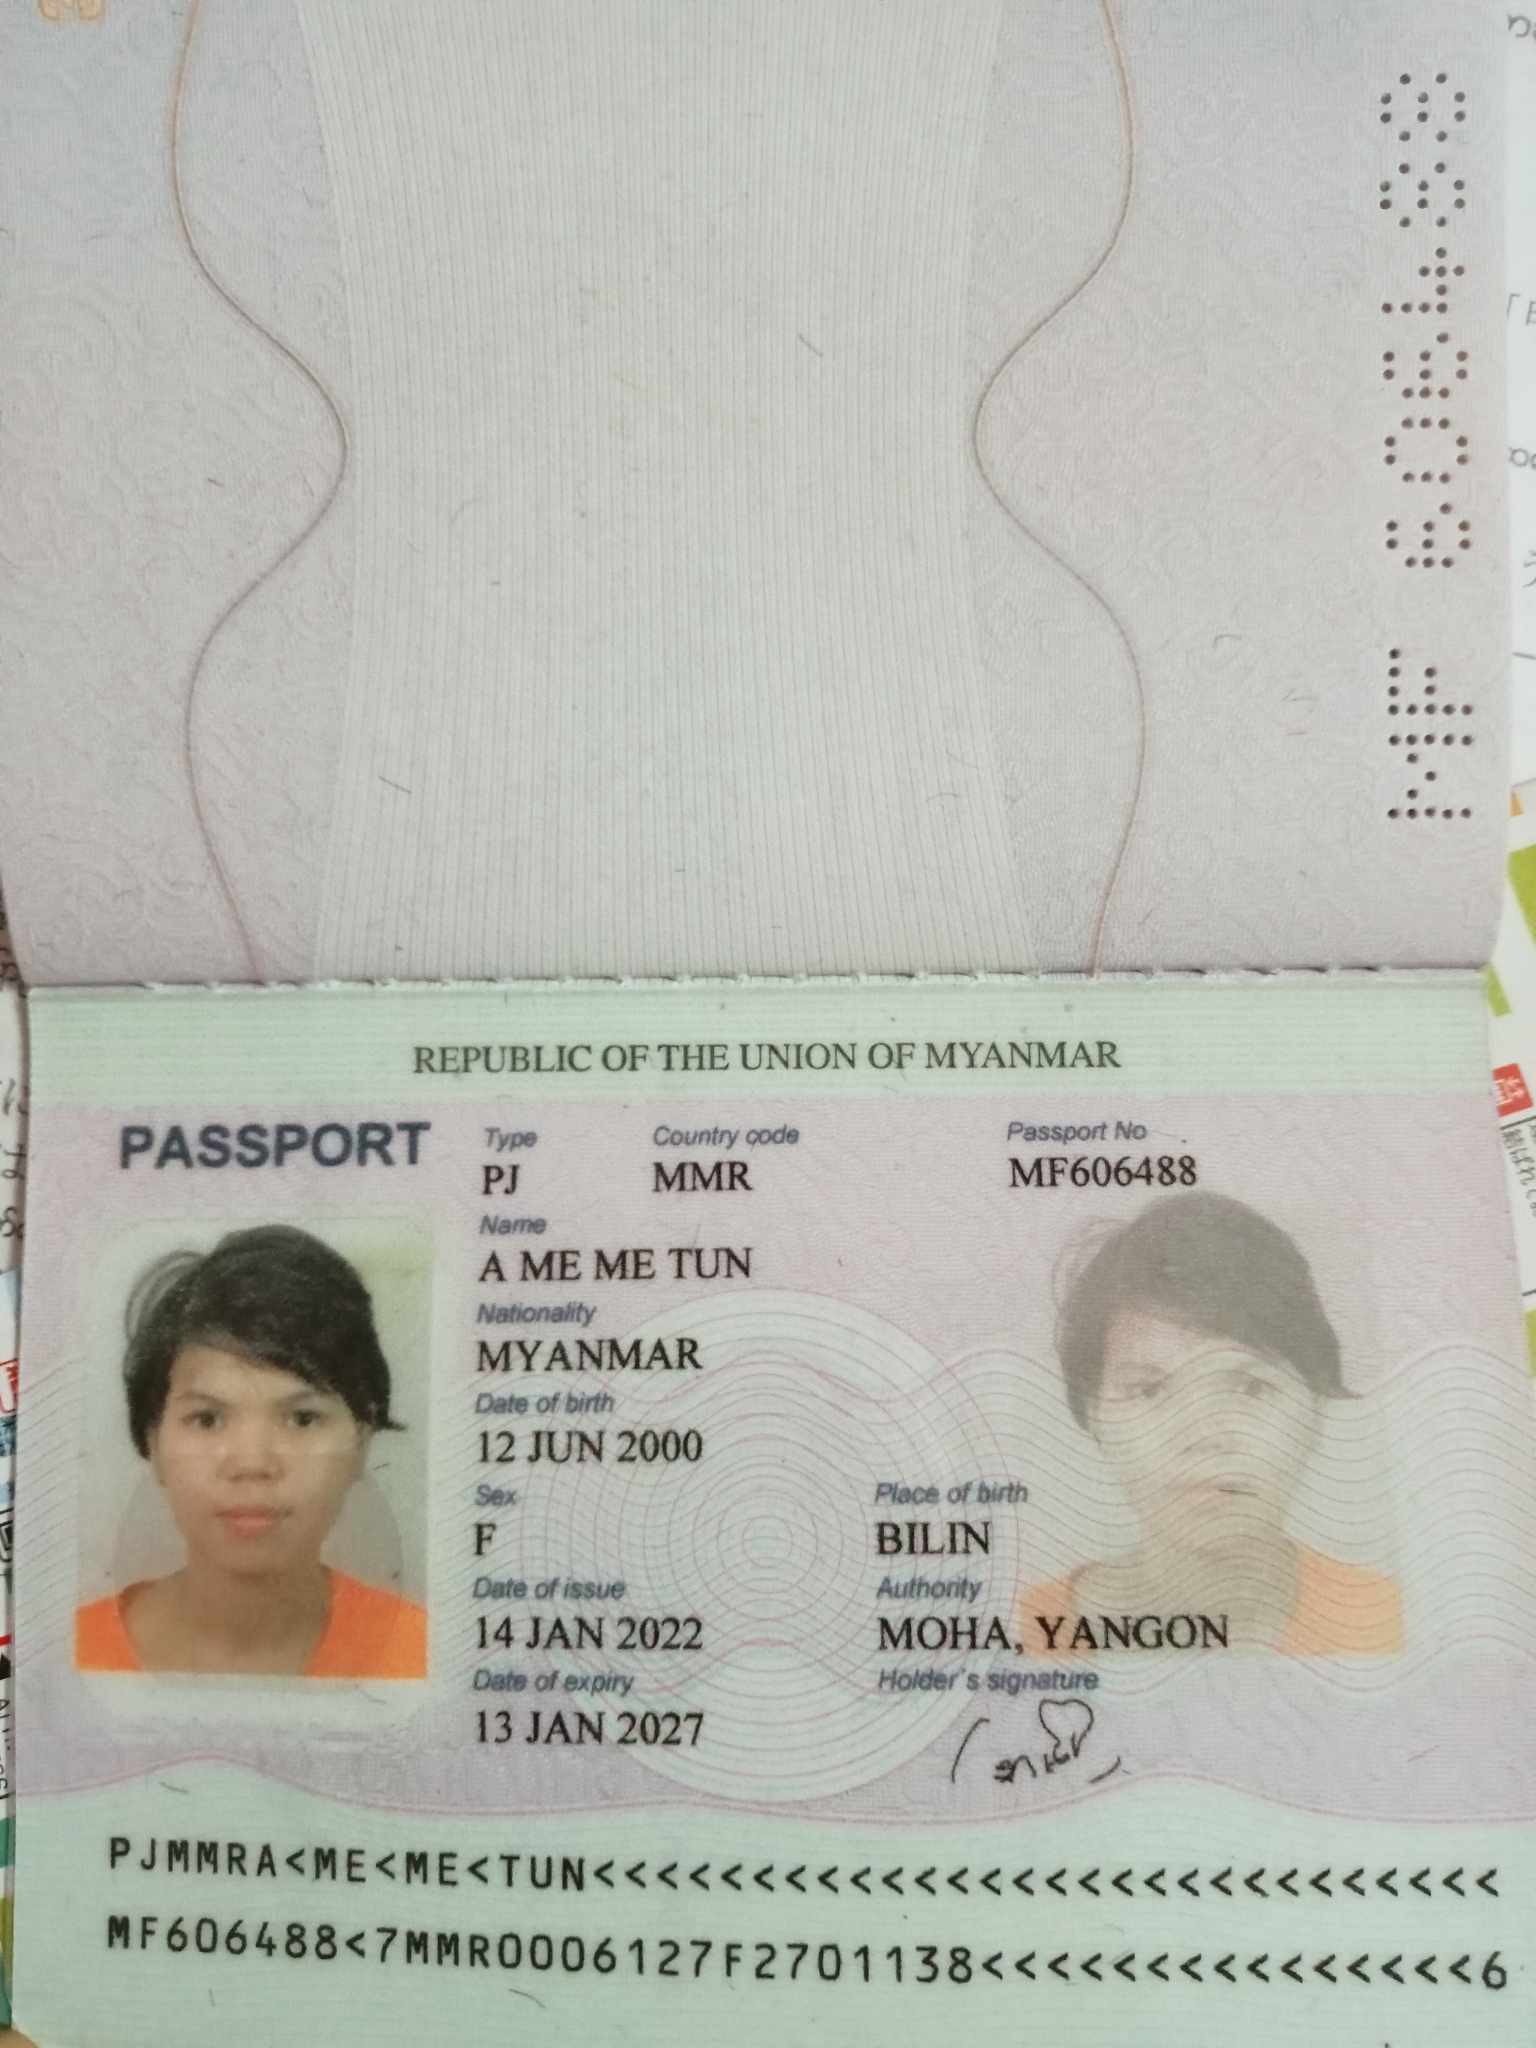 MF606488
REPUBLIC OF THE UNION OF MYANMAR
PASSPORT
Type Country code Passport No
PJ MMR MF606488
Name
A ME ME TUN
Nationality
MYANMAR
Date of birth
12 JUN 2000
Sex Place of birth
F BILIN
Date of issue Authority
14 JAN 2022 MOHA, YANGON
Date of expiry Holder's signature
13 JAN 2027
PJMMRA<ME<ME<TUN<<<<<<<<<<<<<<<<<<<<<<<<<<<<
MF606488<7MMR0006127F2701138<<<<<<<<<<<<<<<6